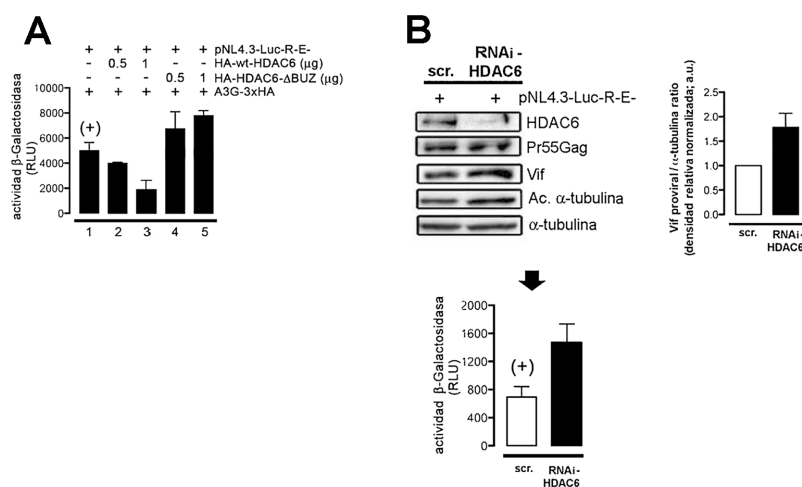 A
+ + + + + pNL4.3-Luc-R-E-
- 0.5 1 - - HA-wt-HDAC6 (µg)
- - - 0.5 1 HA-HDAC6-ΔBUZ (µg)
+ + + + + A3G-3xHA
actividad β-Galactosidasa
(RLU)
10000
8000
6000
4000
2000
0
(+)
1 2 3 4 5
B
RNAi-
scr. HDAC6
+ + pNL4.3-Luc-R-E-
HDAC6
Pr55Gag
Vif
Ac. α-tubulina
α-tubulina
Vif proviral / α-tubulina ratio
(densidad relativa normalizada; a.u.)
2.5
2.0
1.5
1.0
0.5
0.0
scr. RNAi-
HDAC6
actividad β-Galactosidasa
(RLU)
2000
1600
1200
800
400
0
(+)
scr. RNAi-
HDAC6